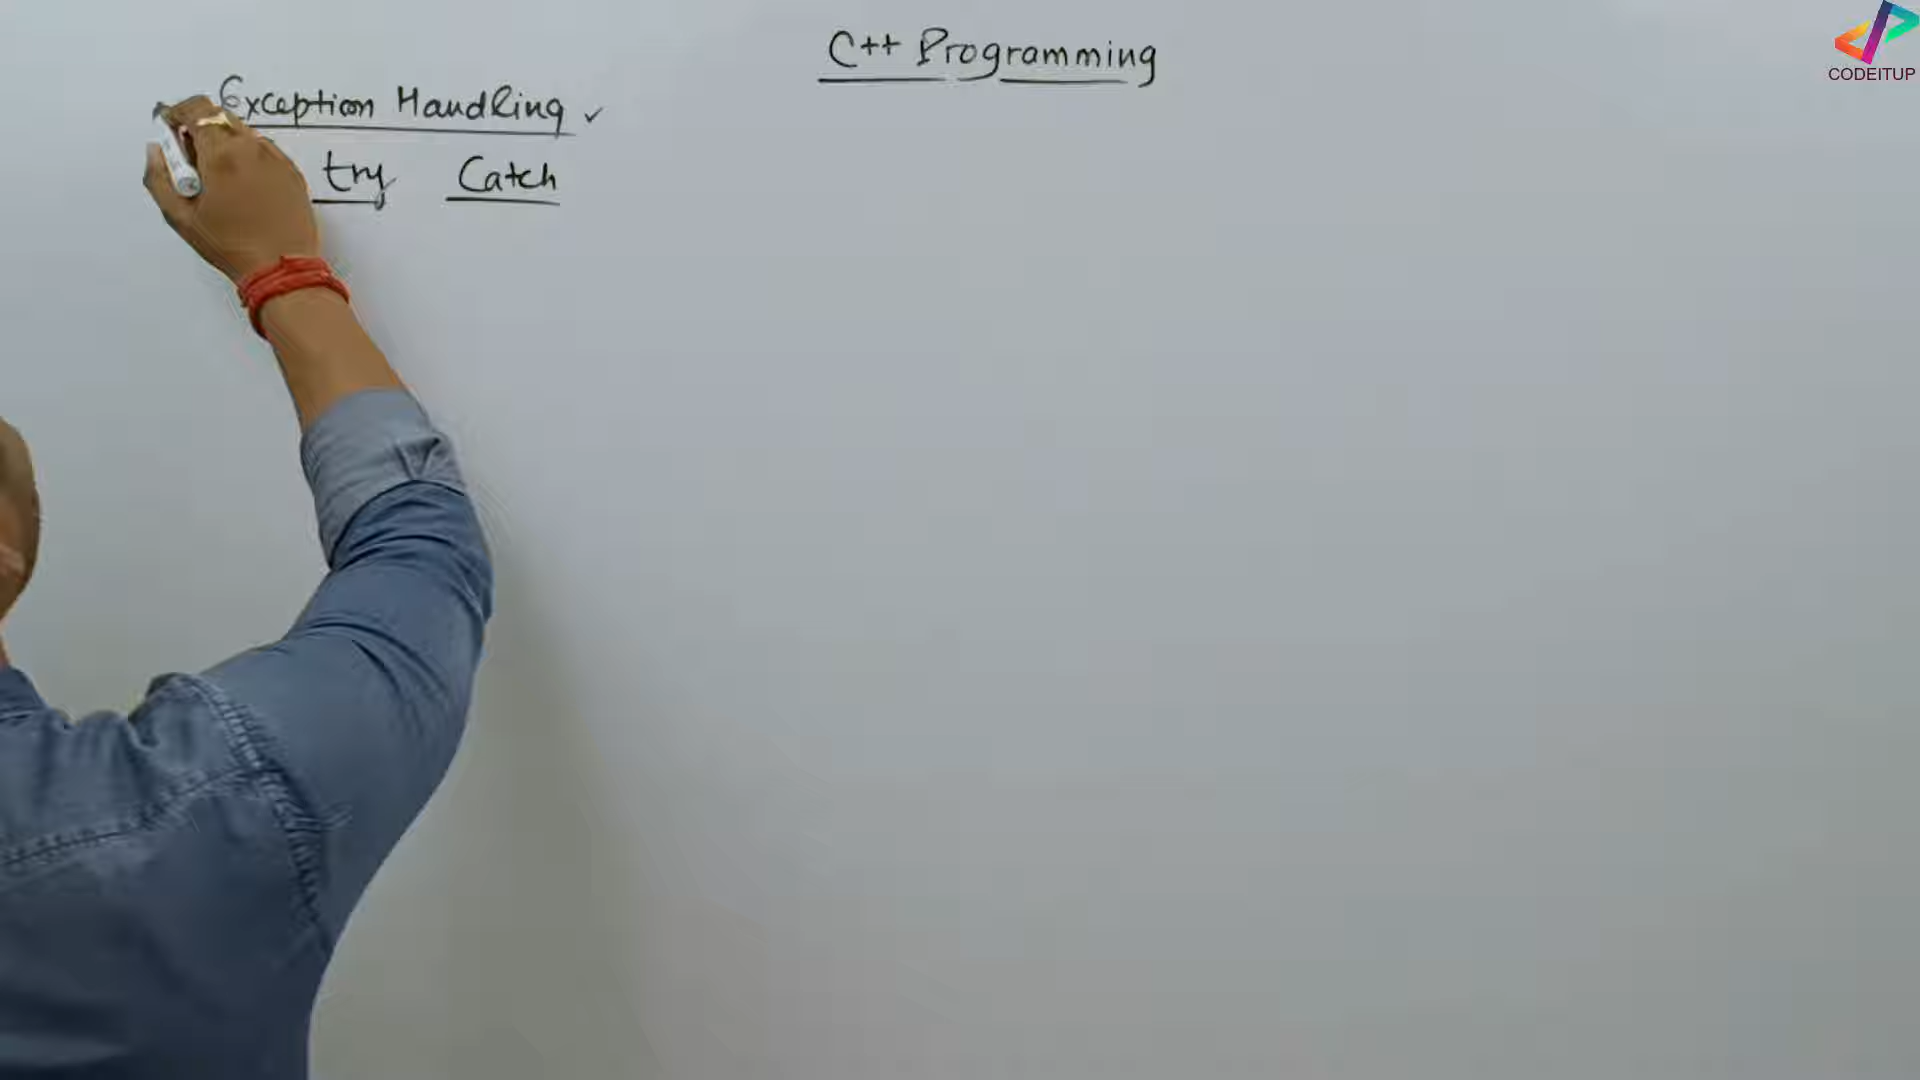 C++ Programming
Exception Handling ✓
try Catch
CODEITUP